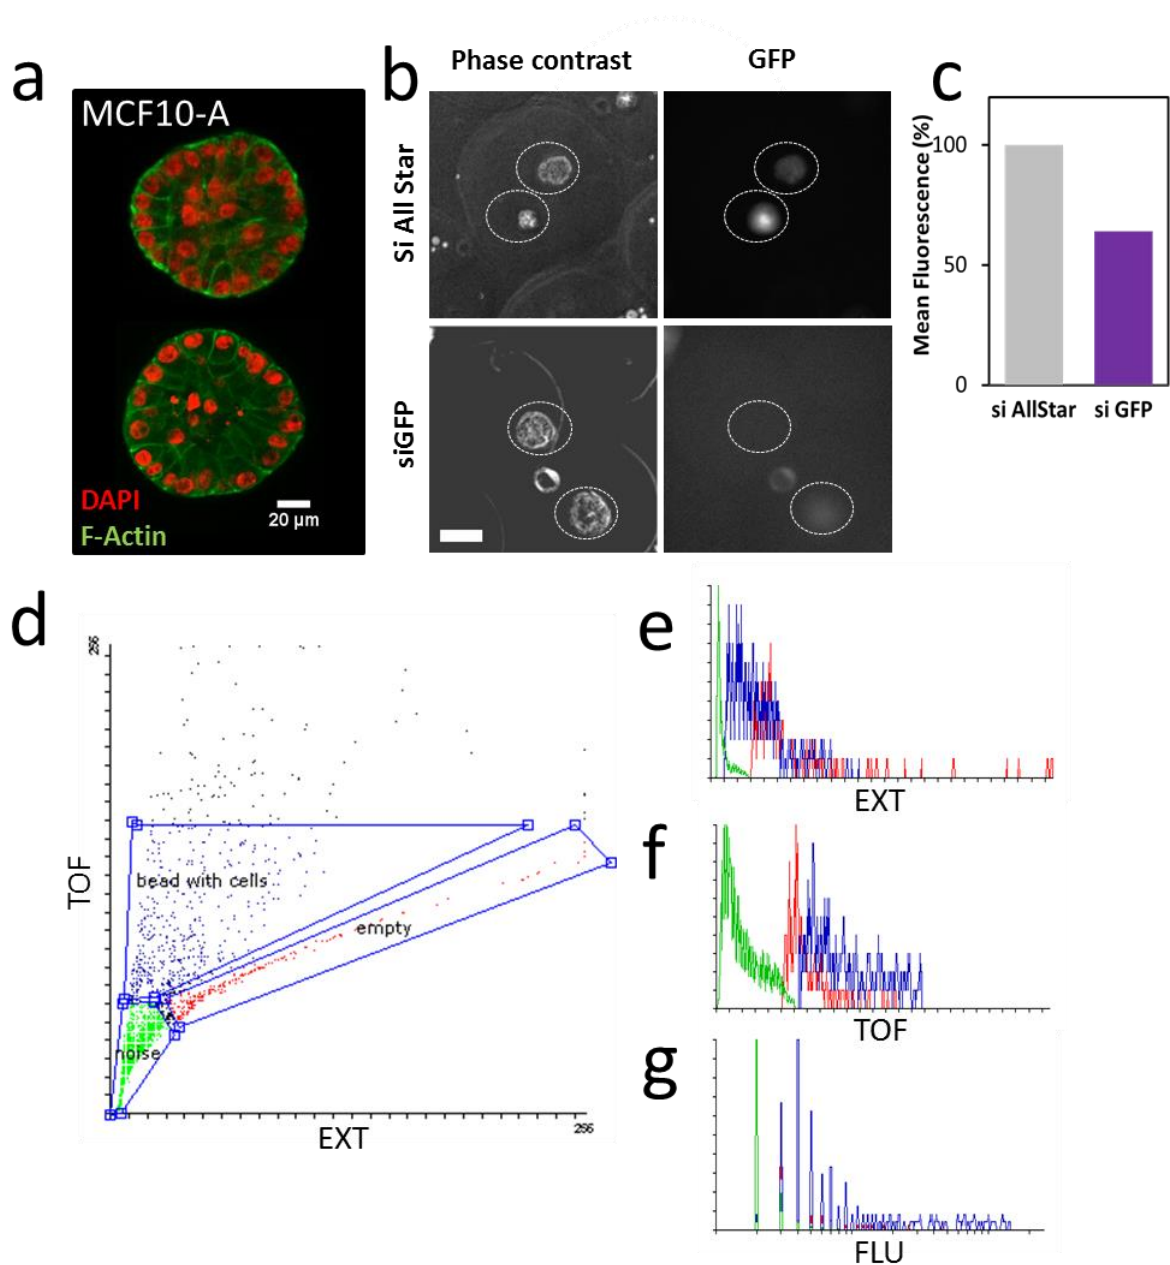 a
MCF10-A
DAPI
F-Actin
20 µm
b
Phase contrast
GFP
Si All Star
siGFP
c
Mean Fluorescence (%)
100
50
0
si AllStar
si GFP
d
256
TOF
bead with cells
empty
noise
EXT
256
e
EXT
f
TOF
g
FLU